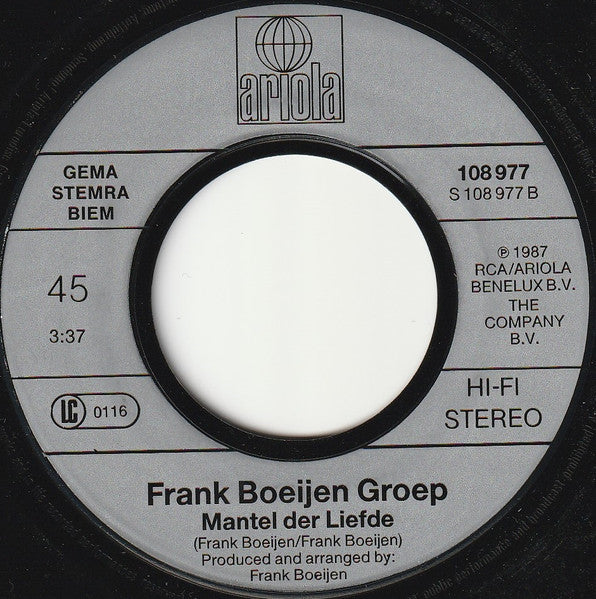 ariola
GEMA
STEMRA
BIEM
108 977
S 108 977 B
45
3:37
℗ 1987
RCA/ARIOLA
BENELUX B.V.
THE
COMPANY
B.V.
LC 0116
HI-FI
STEREO
Frank Boeijen Groep
Mantel der Liefde
(Frank Boeijen/Frank Boeijen)
Produced and arranged by:
Frank Boeijen